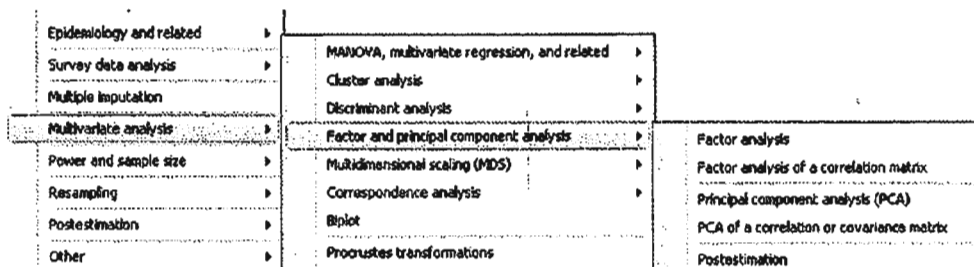 Epidemiology and related
Survey data analysis
Multiple imputation
Multivariate analysis
Power and sample size
Resampling
Postestimation
Other
MANOVA, multivariate regression, and related
Cluster analysis
Discriminant analysis
Factor and principal component analysis
Multidimensional scaling (MDS)
Correspondence analysis
Biplot
Procrustes transformations
Factor analysis
Factor analysis of a correlation matrix
Principal component analysis (PCA)
PCA of a correlation or covariance matrix
Postestimation